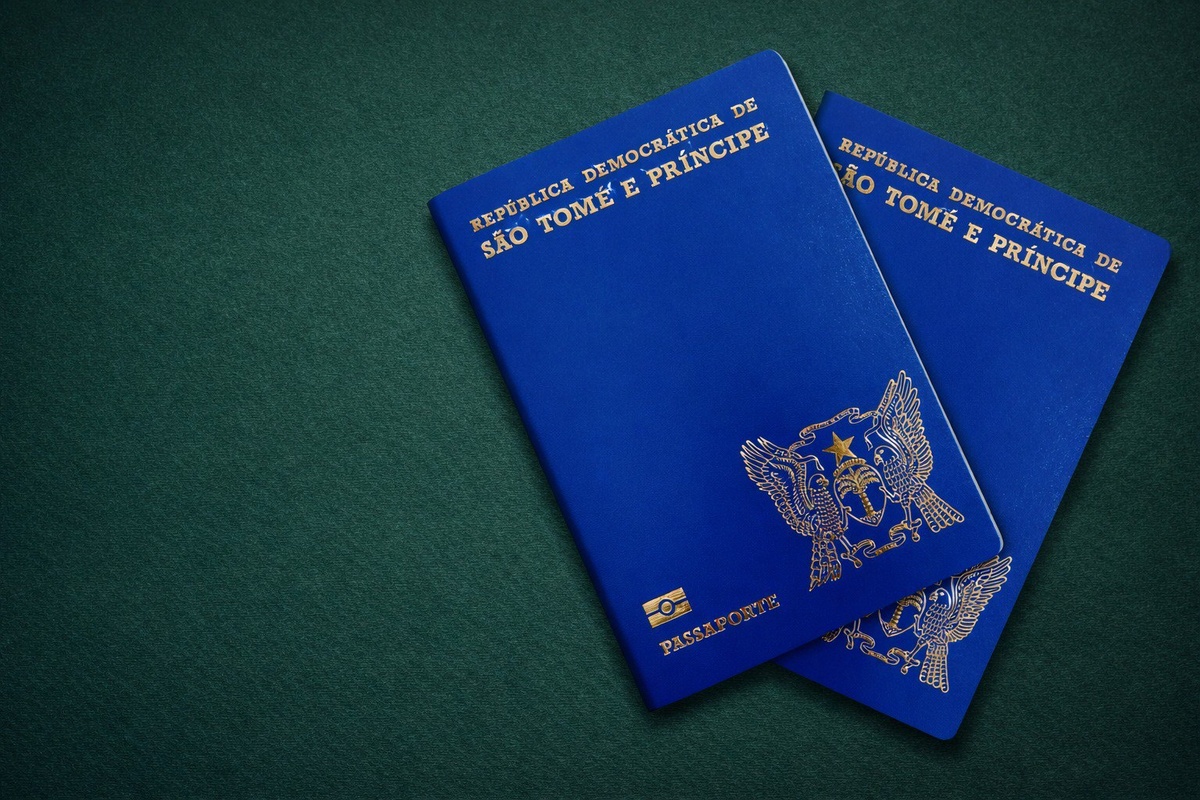 REPÚBLICA DEMOCRÁTICA DE
SÃO TOMÉ E PRÍNCIPE
PASSAPORTE
REPÚBLICA DEMOCRÁTICA DE
SÃO TOMÉ E PRÍNCIPE